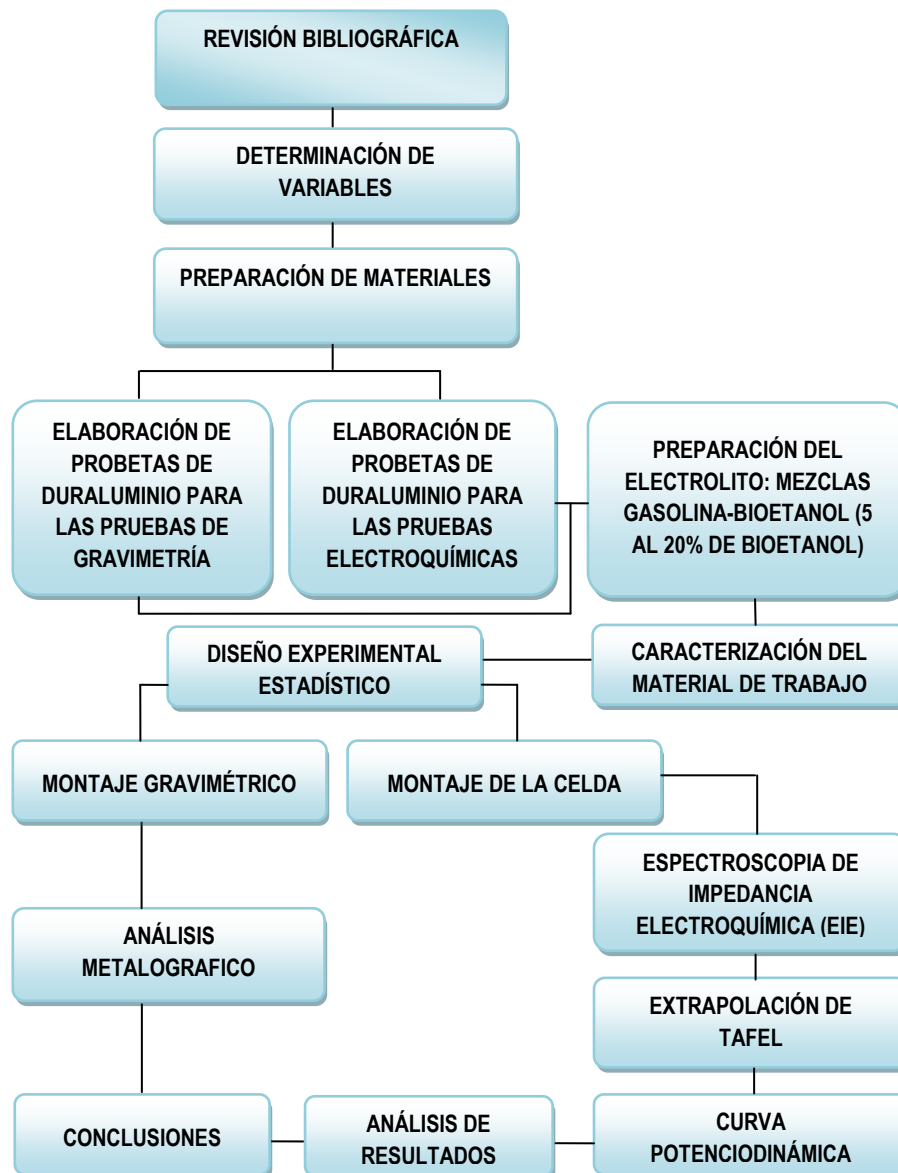 REVISIÓN BIBLIOGRÁFICA
DETERMINACIÓN DE
VARIABLES
PREPARACIÓN DE MATERIALES
ELABORACIÓN DE
PROBETAS DE
DURALUMINIO PARA
LAS PRUEBAS DE
GRAVIMETRÍA
ELABORACIÓN DE
PROBETAS DE
DURALUMINIO PARA
LAS PRUEBAS
ELECTROQUÍMICAS
PREPARACIÓN DEL
ELECTROLITO: MEZCLAS
GASOLINA-BIOETANOL (5
AL 20% DE BIOETANOL)
DISEÑO EXPERIMENTAL
ESTADÍSTICO
CARACTERIZACIÓN DEL
MATERIAL DE TRABAJO
MONTAJE GRAVIMÉTRICO
MONTAJE DE LA CELDA
ESPECTROSCOPIA DE
IMPEDANCIA
ELECTROQUÍMICA (EIE)
ANÁLISIS
METALOGRAFICO
EXTRAPOLACIÓN DE
TAFEL
CONCLUSIONES
ANÁLISIS DE
RESULTADOS
CURVA
POTENCIODINÁMICA